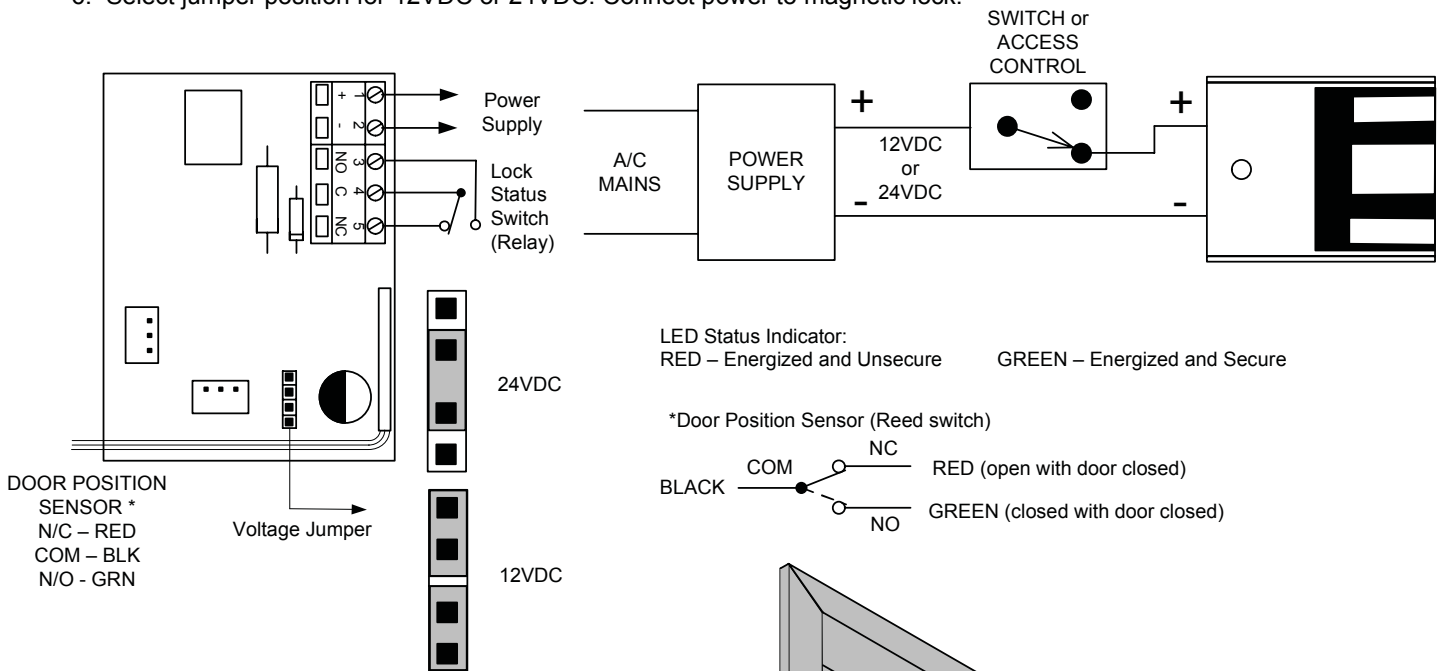 SWITCH or
ACCESS
CONTROL
+ 1
- 2
NO 3
C 4
NC 5
Power
Supply
Lock
Status
Switch
(Relay)
A/C
MAINS
POWER
SUPPLY
+
12VDC
or
24VDC
-
+
-
24VDC
12VDC
LED Status Indicator:
RED – Energized and Unsecure GREEN – Energized and Secure
*Door Position Sensor (Reed switch)
NC
COM
RED (open with door closed)
BLACK
GREEN (closed with door closed)
NO
DOOR POSITION
SENSOR *
N/C – RED
COM – BLK
N/O - GRN
Voltage Jumper